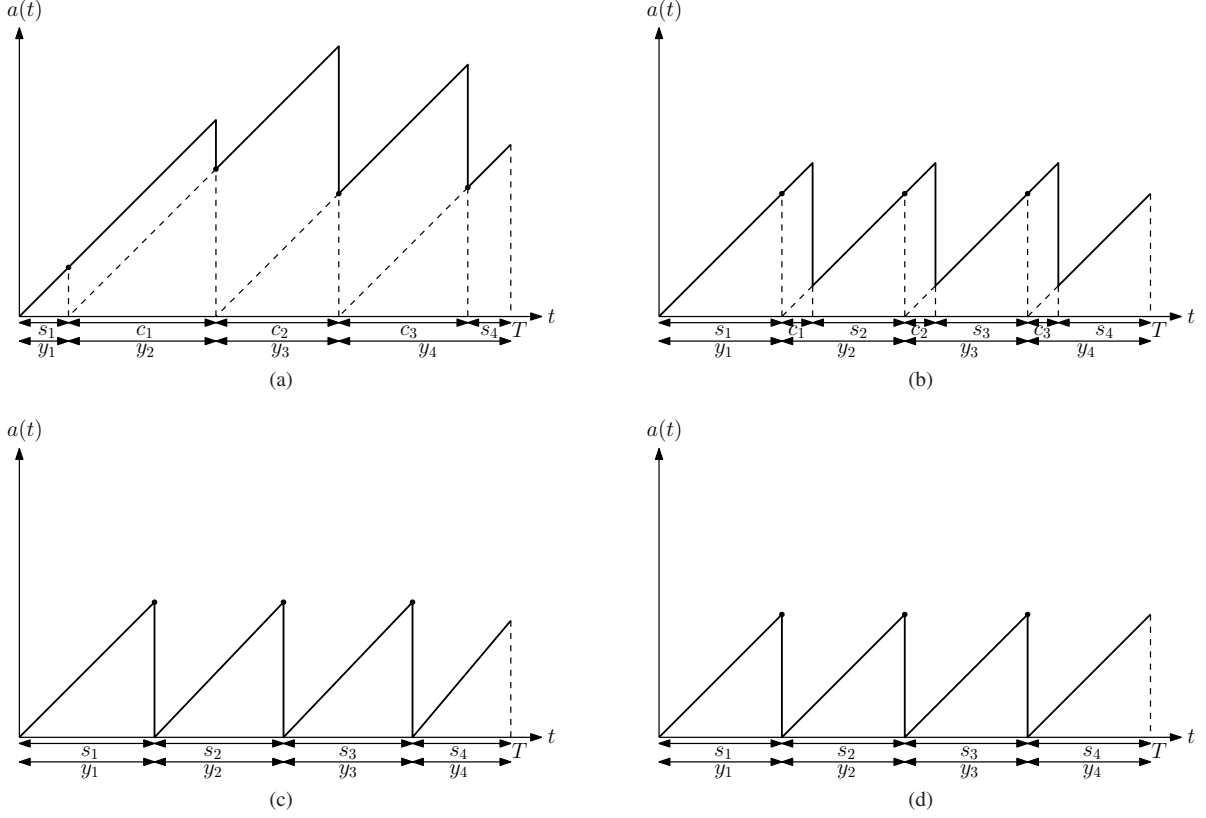 a(t)
s₁ c₁ c₂ c₃ s₄ T t
y₁ y₂ y₃ y₄
(a)
a(t)
s₁ c₁ s₂ c₂ s₃ c₃ s₄ T t
y₁ y₂ y₃ y₄
(b)
a(t)
s₁ s₂ s₃ s₄ T t
y₁ y₂ y₃ y₄
(c)
a(t)
s₁ s₂ s₃ s₄ T t
y₁ y₂ y₃ y₄
(d)